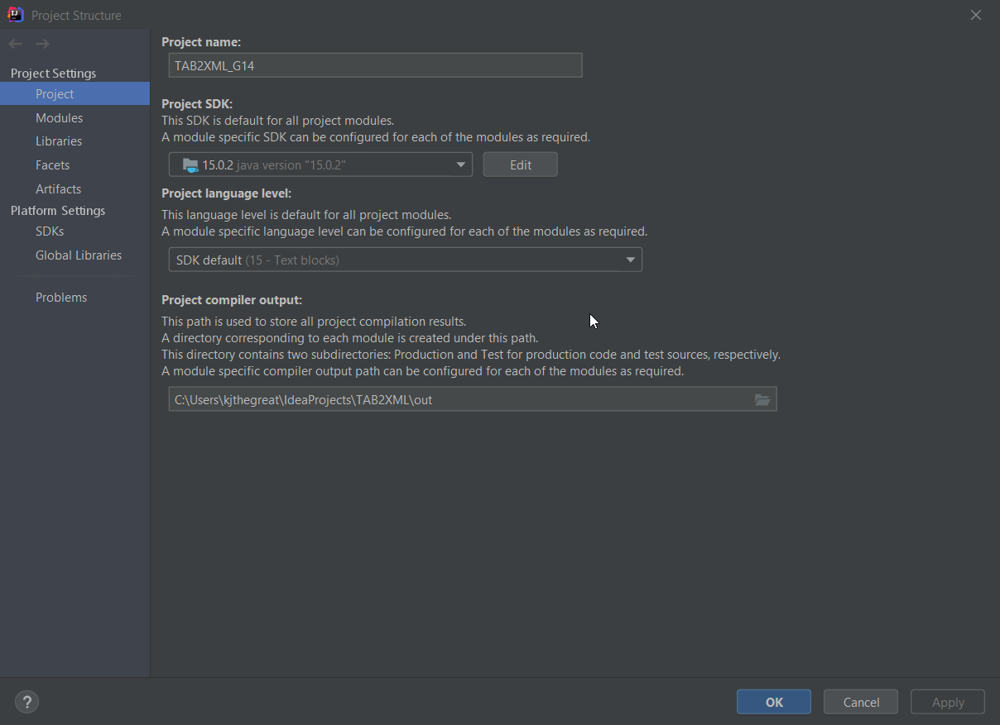 Project Structure
Project Settings
Project
Modules
Libraries
Facets
Artifacts
Platform Settings
SDKs
Global Libraries
Problems
Project name:
TAB2XML_G14
Project SDK:
This SDK is default for all project modules.
A module specific SDK can be configured for each of the modules as required.
15.0.2 java version "15.0.2"
Edit
Project language level:
This language level is default for all project modules.
A module specific language level can be configured for each of the modules as required.
SDK default (15 - Text blocks)
Project compiler output:
This path is used to store all project compilation results.
A directory corresponding to each module is created under this path.
This directory contains two subdirectories: Production and Test for production code and test sources, respectively.
A module specific compiler output path can be configured for each of the modules as required.
C:\Users\kjthegreat\IdeaProjects\TAB2XML\out
?
OK
Cancel
Apply